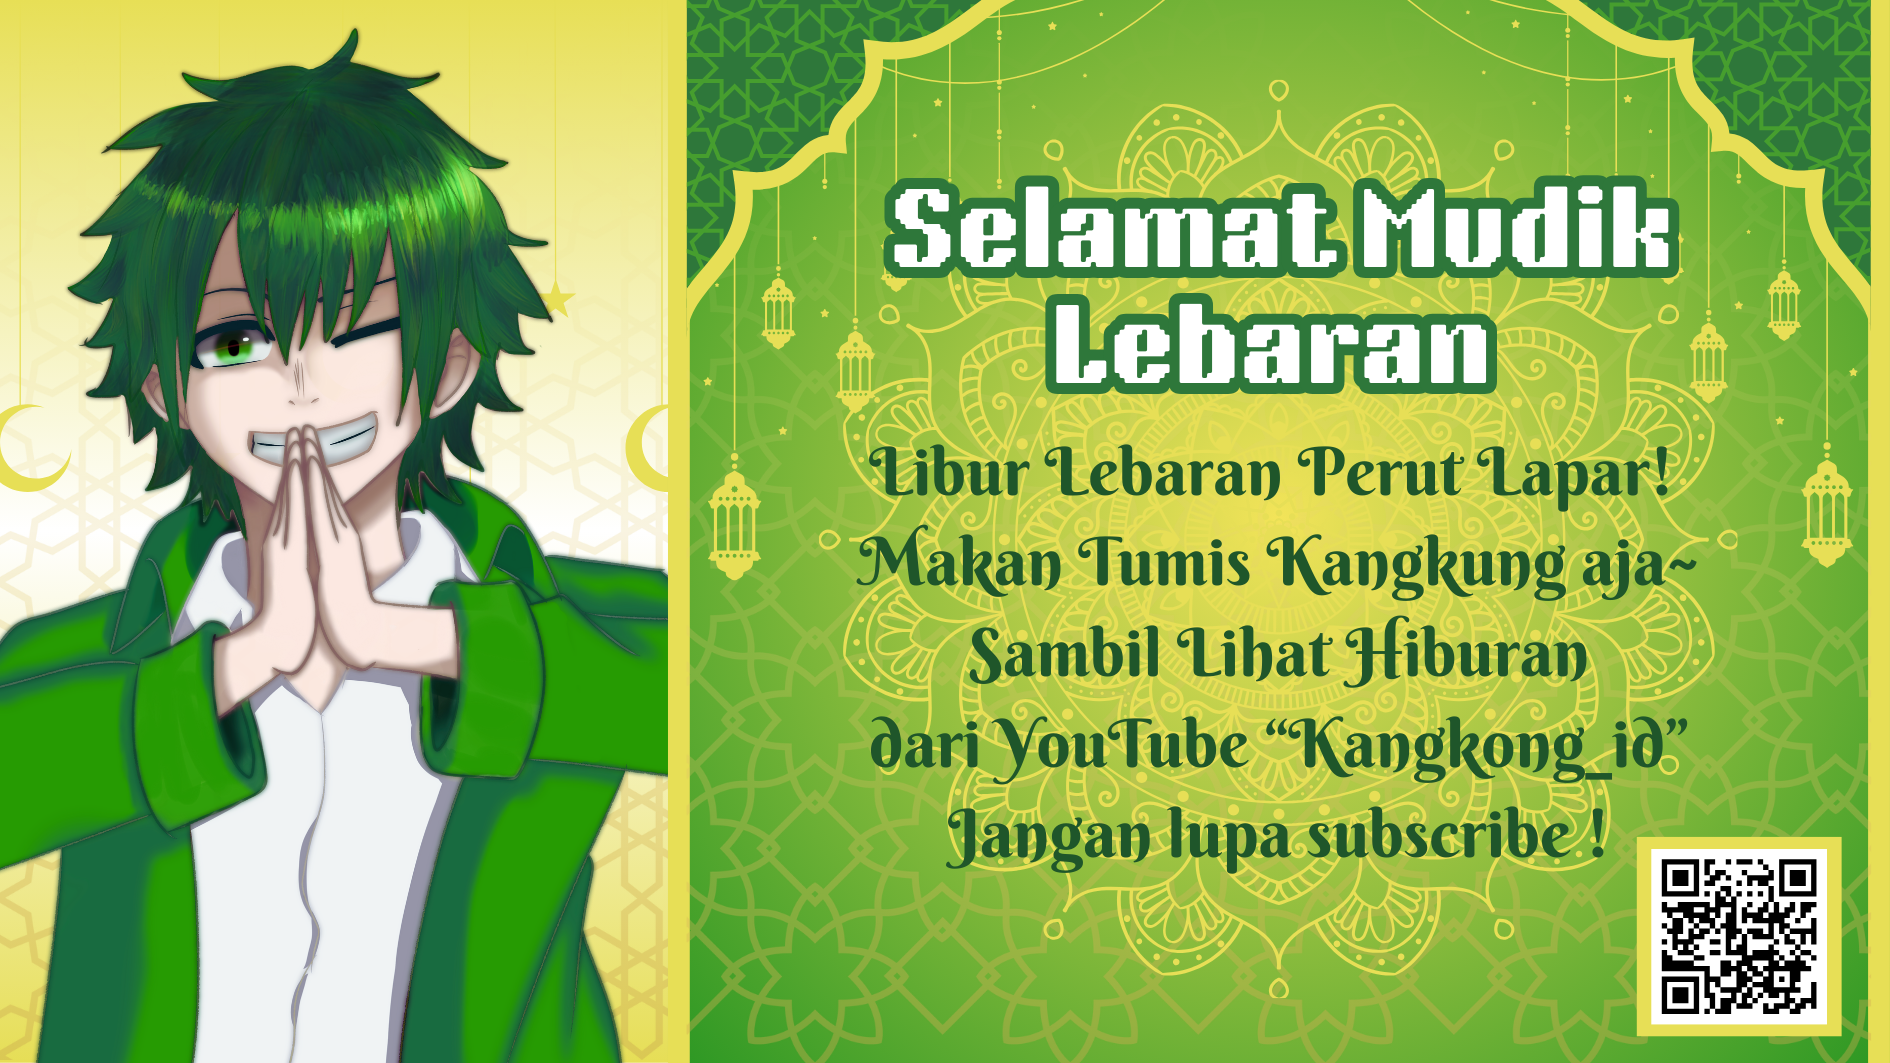 Selamat Mudik
Lebaran
Libur Lebaran Perut Lapar!
Makan Tumis Kangkung aja~
Sambil Lihat Hiburan
dari YouTube “Kangkong_id”
Jangan lupa subscribe !